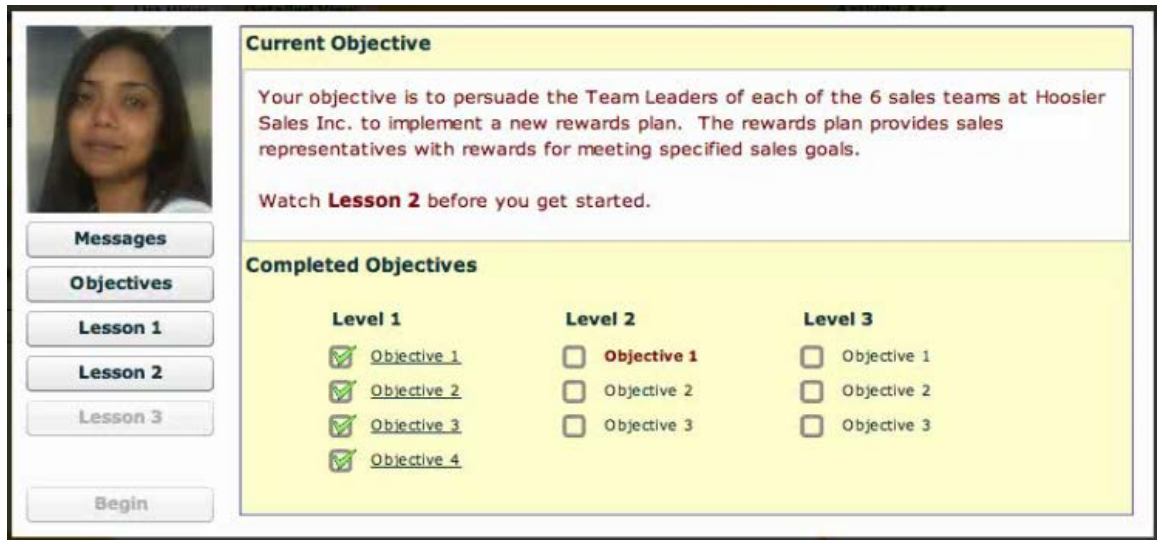 Current Objective
Your objective is to persuade the Team Leaders of each of the 6 sales teams at Hoosier
Sales Inc. to implement a new rewards plan. The rewards plan provides sales
representatives with rewards for meeting specified sales goals.
Watch Lesson 2 before you get started.
Messages
Objectives
Lesson 1
Lesson 2
Lesson 3
Begin
Completed Objectives
Level 1
Objective 1
Objective 2
Objective 3
Objective 4
Level 2
Objective 1
Objective 2
Objective 3
Level 3
Objective 1
Objective 2
Objective 3